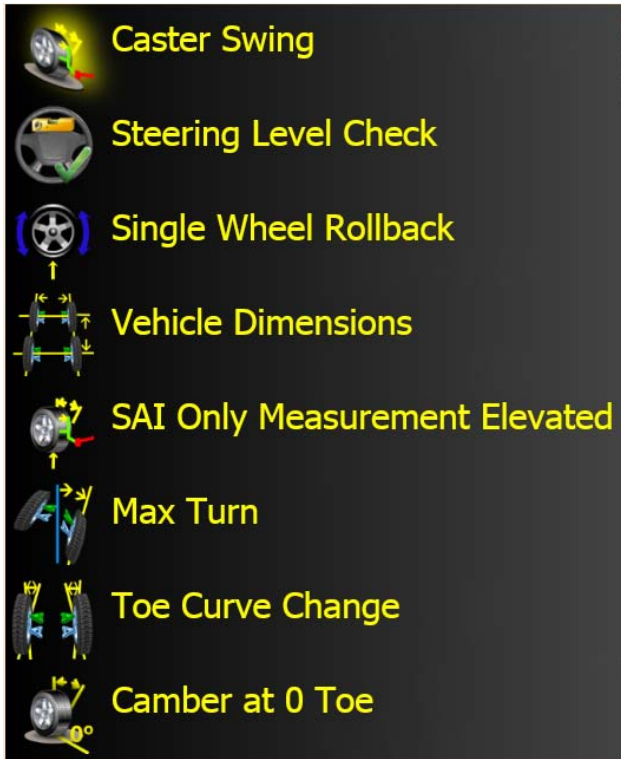 Caster Swing
Steering Level Check
Single Wheel Rollback
Vehicle Dimensions
SAI Only Measurement Elevated
Max Turn
Toe Curve Change
Camber at 0 Toe
0°